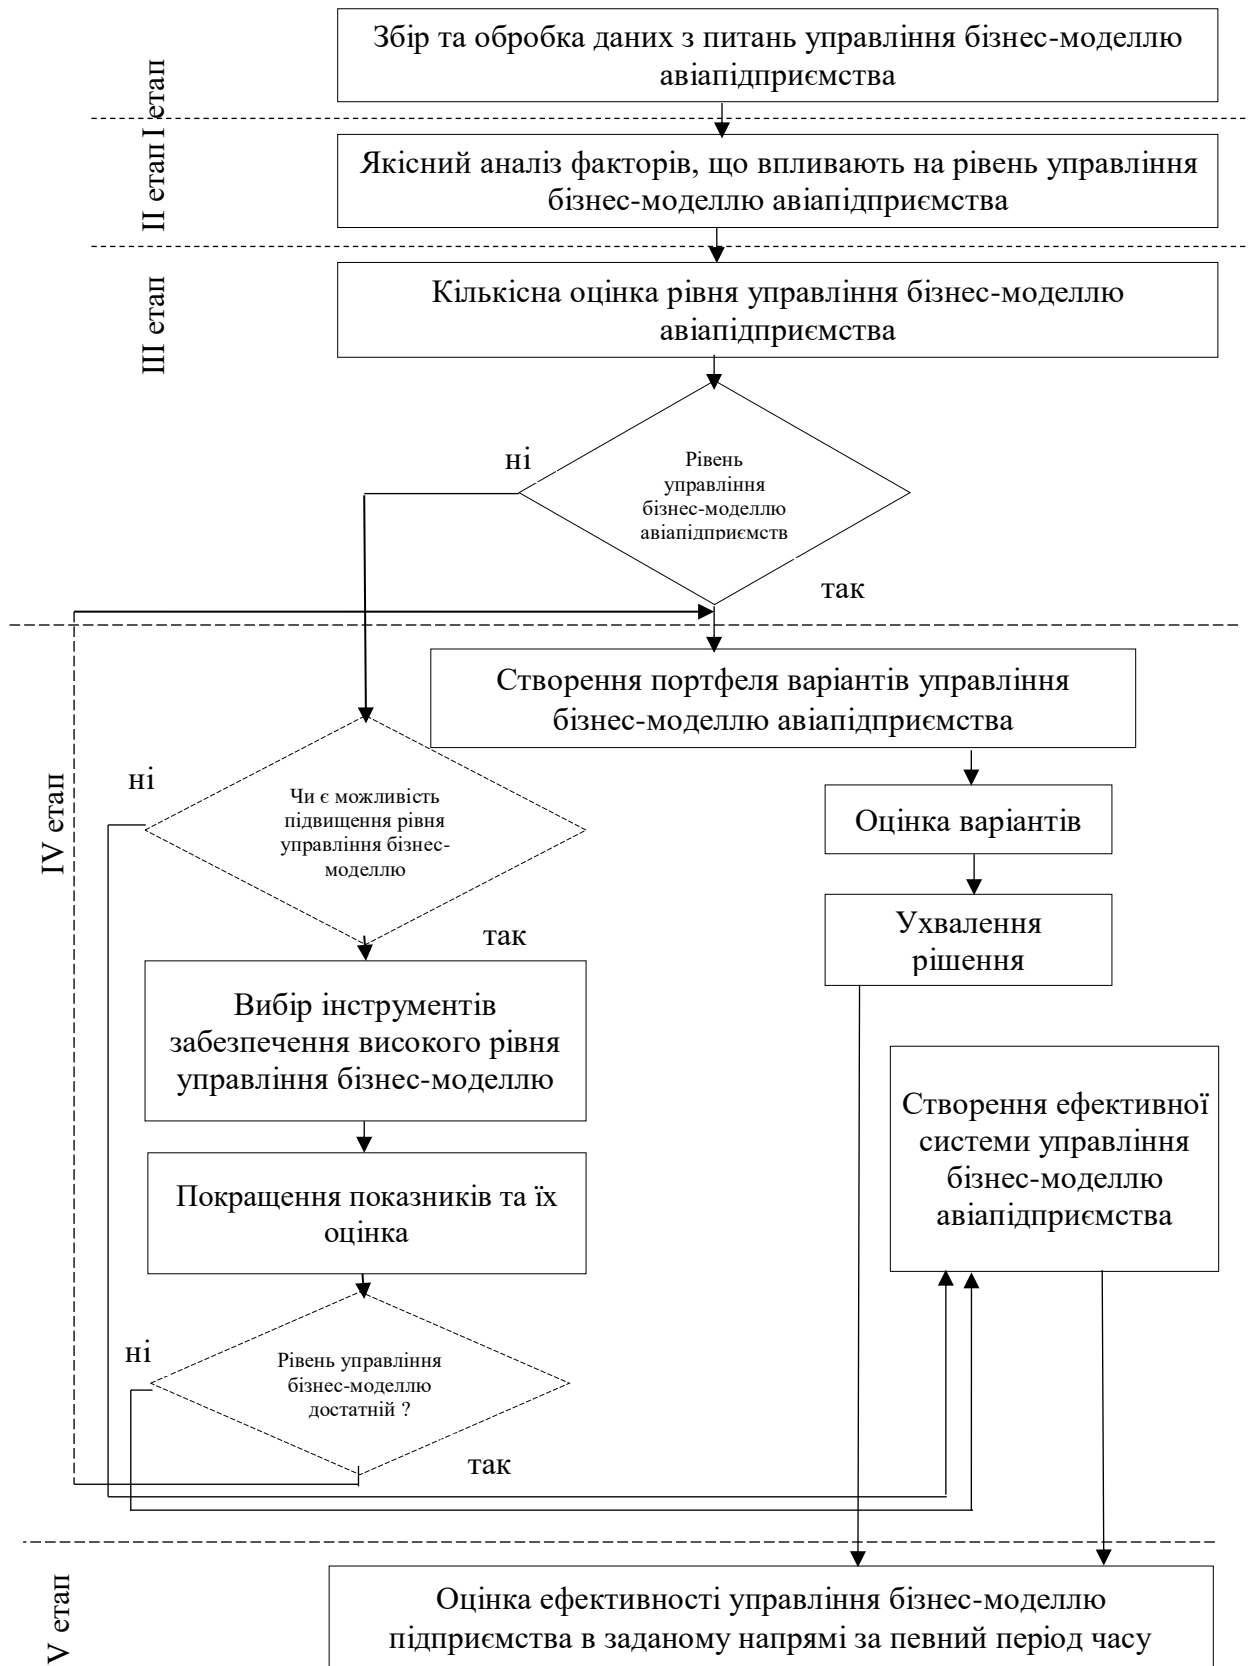 Збір та обробка даних з питань управління бізнес-моделлю
авіапідприємства
I етап
Якісний аналіз факторів, що впливають на рівень управління
бізнес-моделлю авіапідприємства
II етап
Кількісна оцінка рівня управління бізнес-моделлю
авіапідприємства
III етап
ні
Рівень
управління
бізнес-моделлю
авіапідприємств
так
Створення портфеля варіантів управління
бізнес-моделлю авіапідприємства
ні
Чи є можливість
підвищення рівня
управління бізнес-
моделлю
IV етап
Оцінка варіантів
так
Ухвалення
рішення
Вибір інструментів
забезпечення високого рівня
управління бізнес-моделлю
Створення ефективної
системи управління
бізнес-моделлю
авіапідприємства
Покращення показників та їх
оцінка
ні
Рівень управління
бізнес-моделлю
достатній ?
так
V етап
Оцінка ефективності управління бізнес-моделлю
підприємства в заданому напрямі за певний період часу